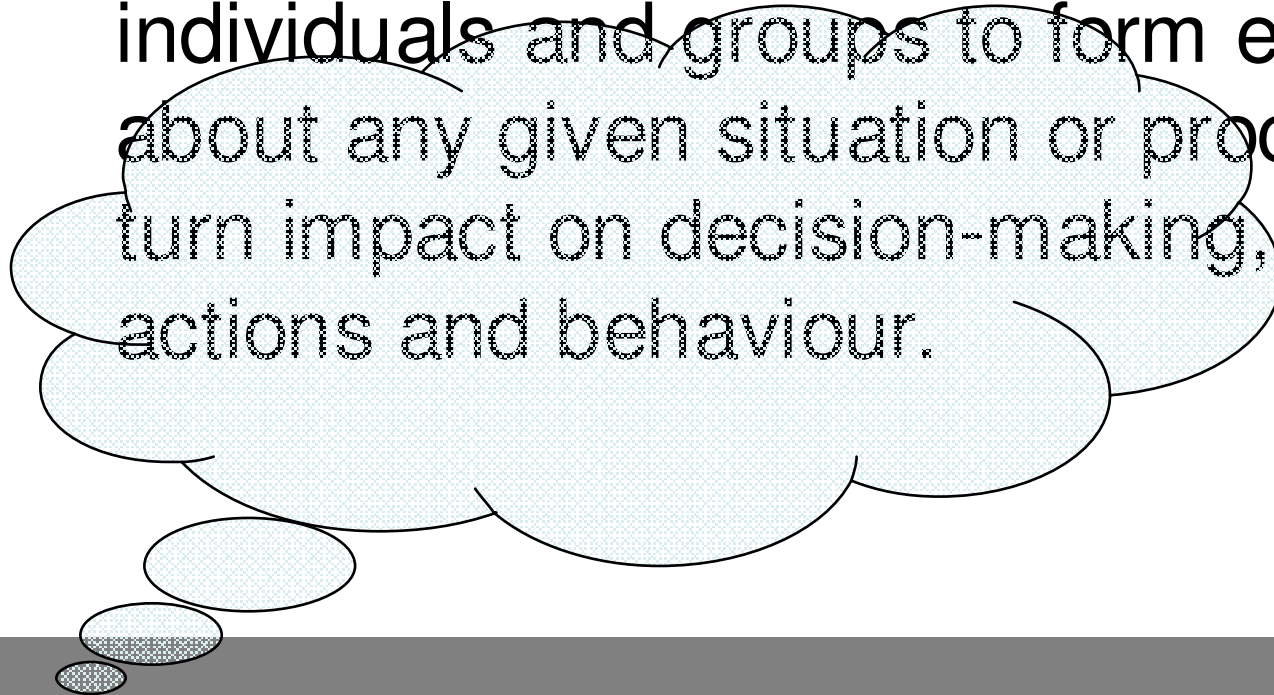 individuals and groups to form
about any given situation or
turn impact on decision-making,
actions and behaviour.